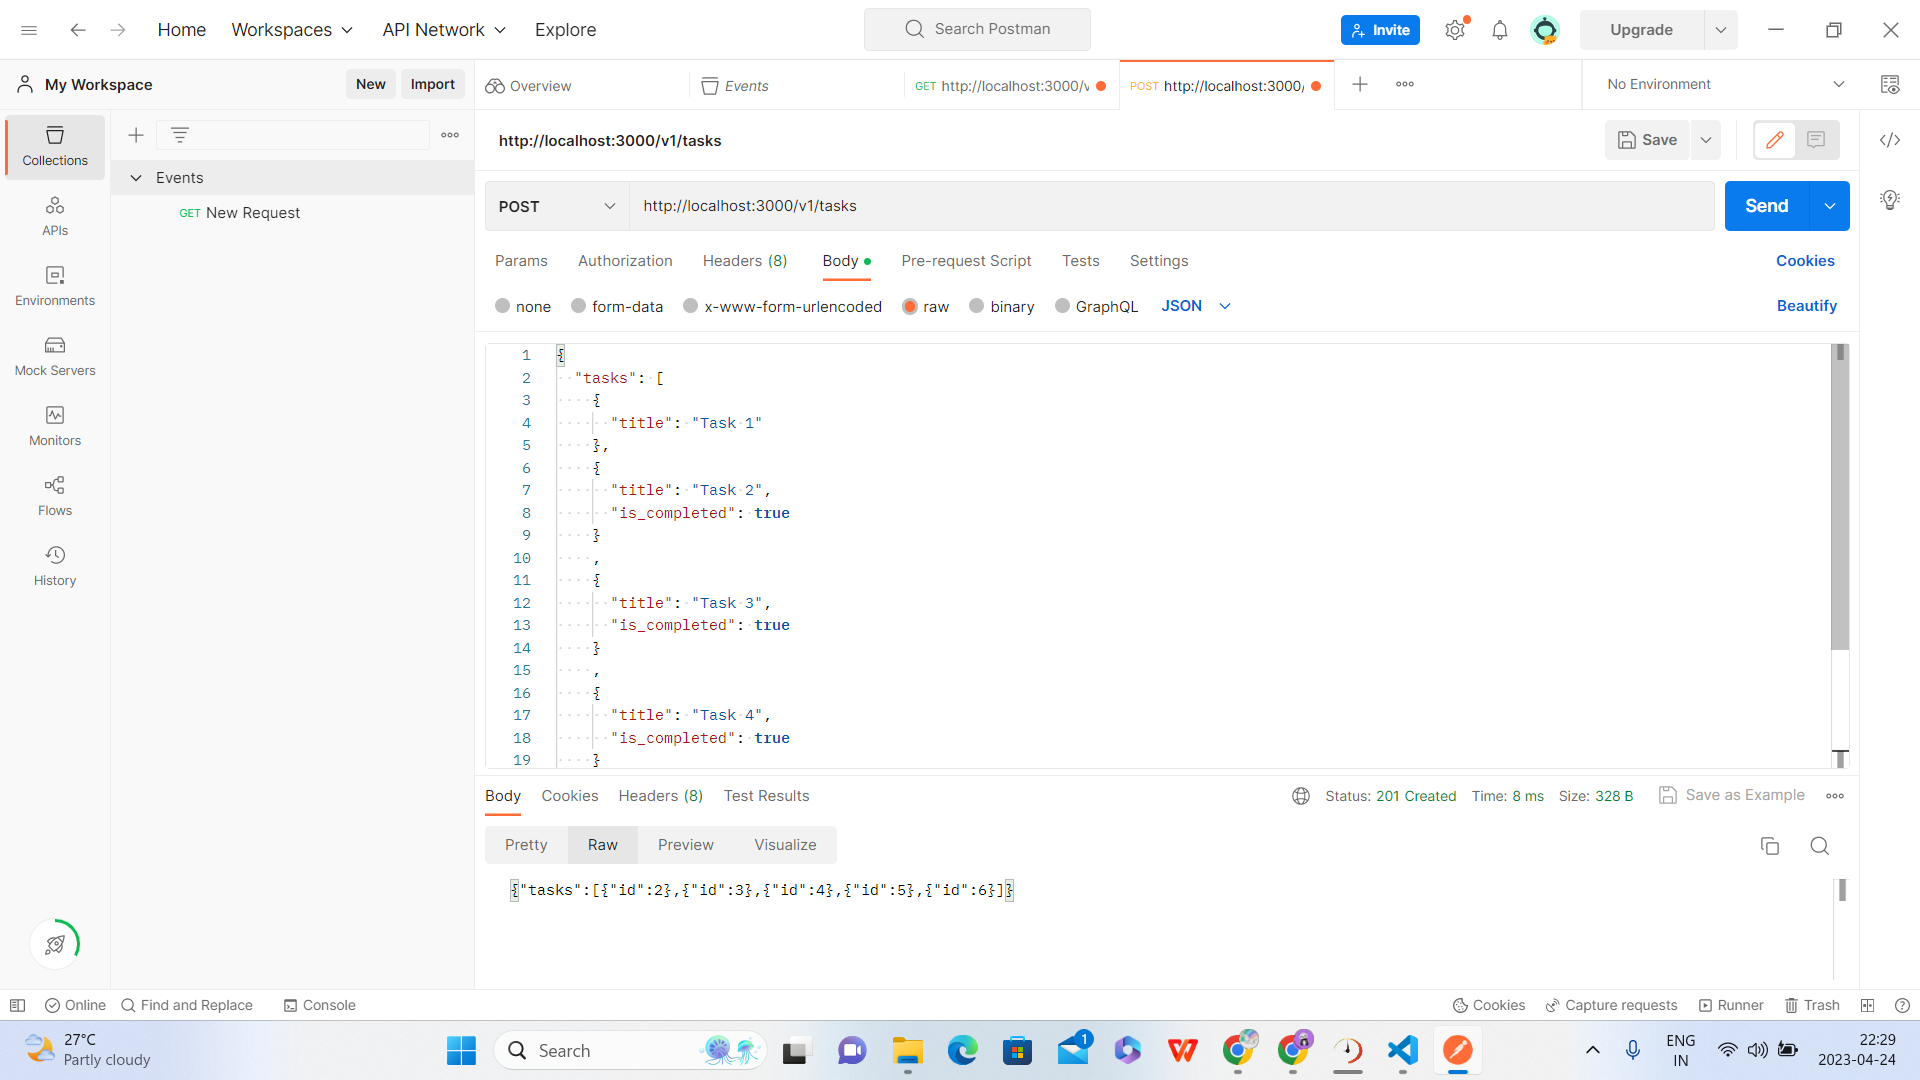 Home Workspaces API Network Explore Search Postman Invite Upgrade
My Workspace New Import Overview Events GET http://localhost:3000/v POST http://localhost:3000/ No Environment
Collections
APIs
Environments
Mock Servers
Monitors
Flows
History
Events
GET New Request
http://localhost:3000/v1/tasks Save
POST http://localhost:3000/v1/tasks Send
Params Authorization Headers (8) Body Pre-request Script Tests Settings Cookies
none form-data x-www-form-urlencoded raw binary GraphQL JSON Beautify
1 {
2 "tasks": [
3 {
4 "title": "Task 1"
5 },
6 {
7 "title": "Task 2",
8 "is_completed": true
9 }
10 ,
11 {
12 "title": "Task 3",
13 "is_completed": true
14 }
15 ,
16 {
17 "title": "Task 4",
18 "is_completed": true
19 }
Body Cookies Headers (8) Test Results Status: 201 Created Time: 8 ms Size: 328 B Save as Example
Pretty Raw Preview Visualize
{"tasks":[{"id":2},{"id":3},{"id":4},{"id":5},{"id":6}]}
Online Find and Replace Console Cookies Capture requests Runner Trash
27°C
Partly cloudy
Search
1
ENG
IN
22:29
2023-04-24